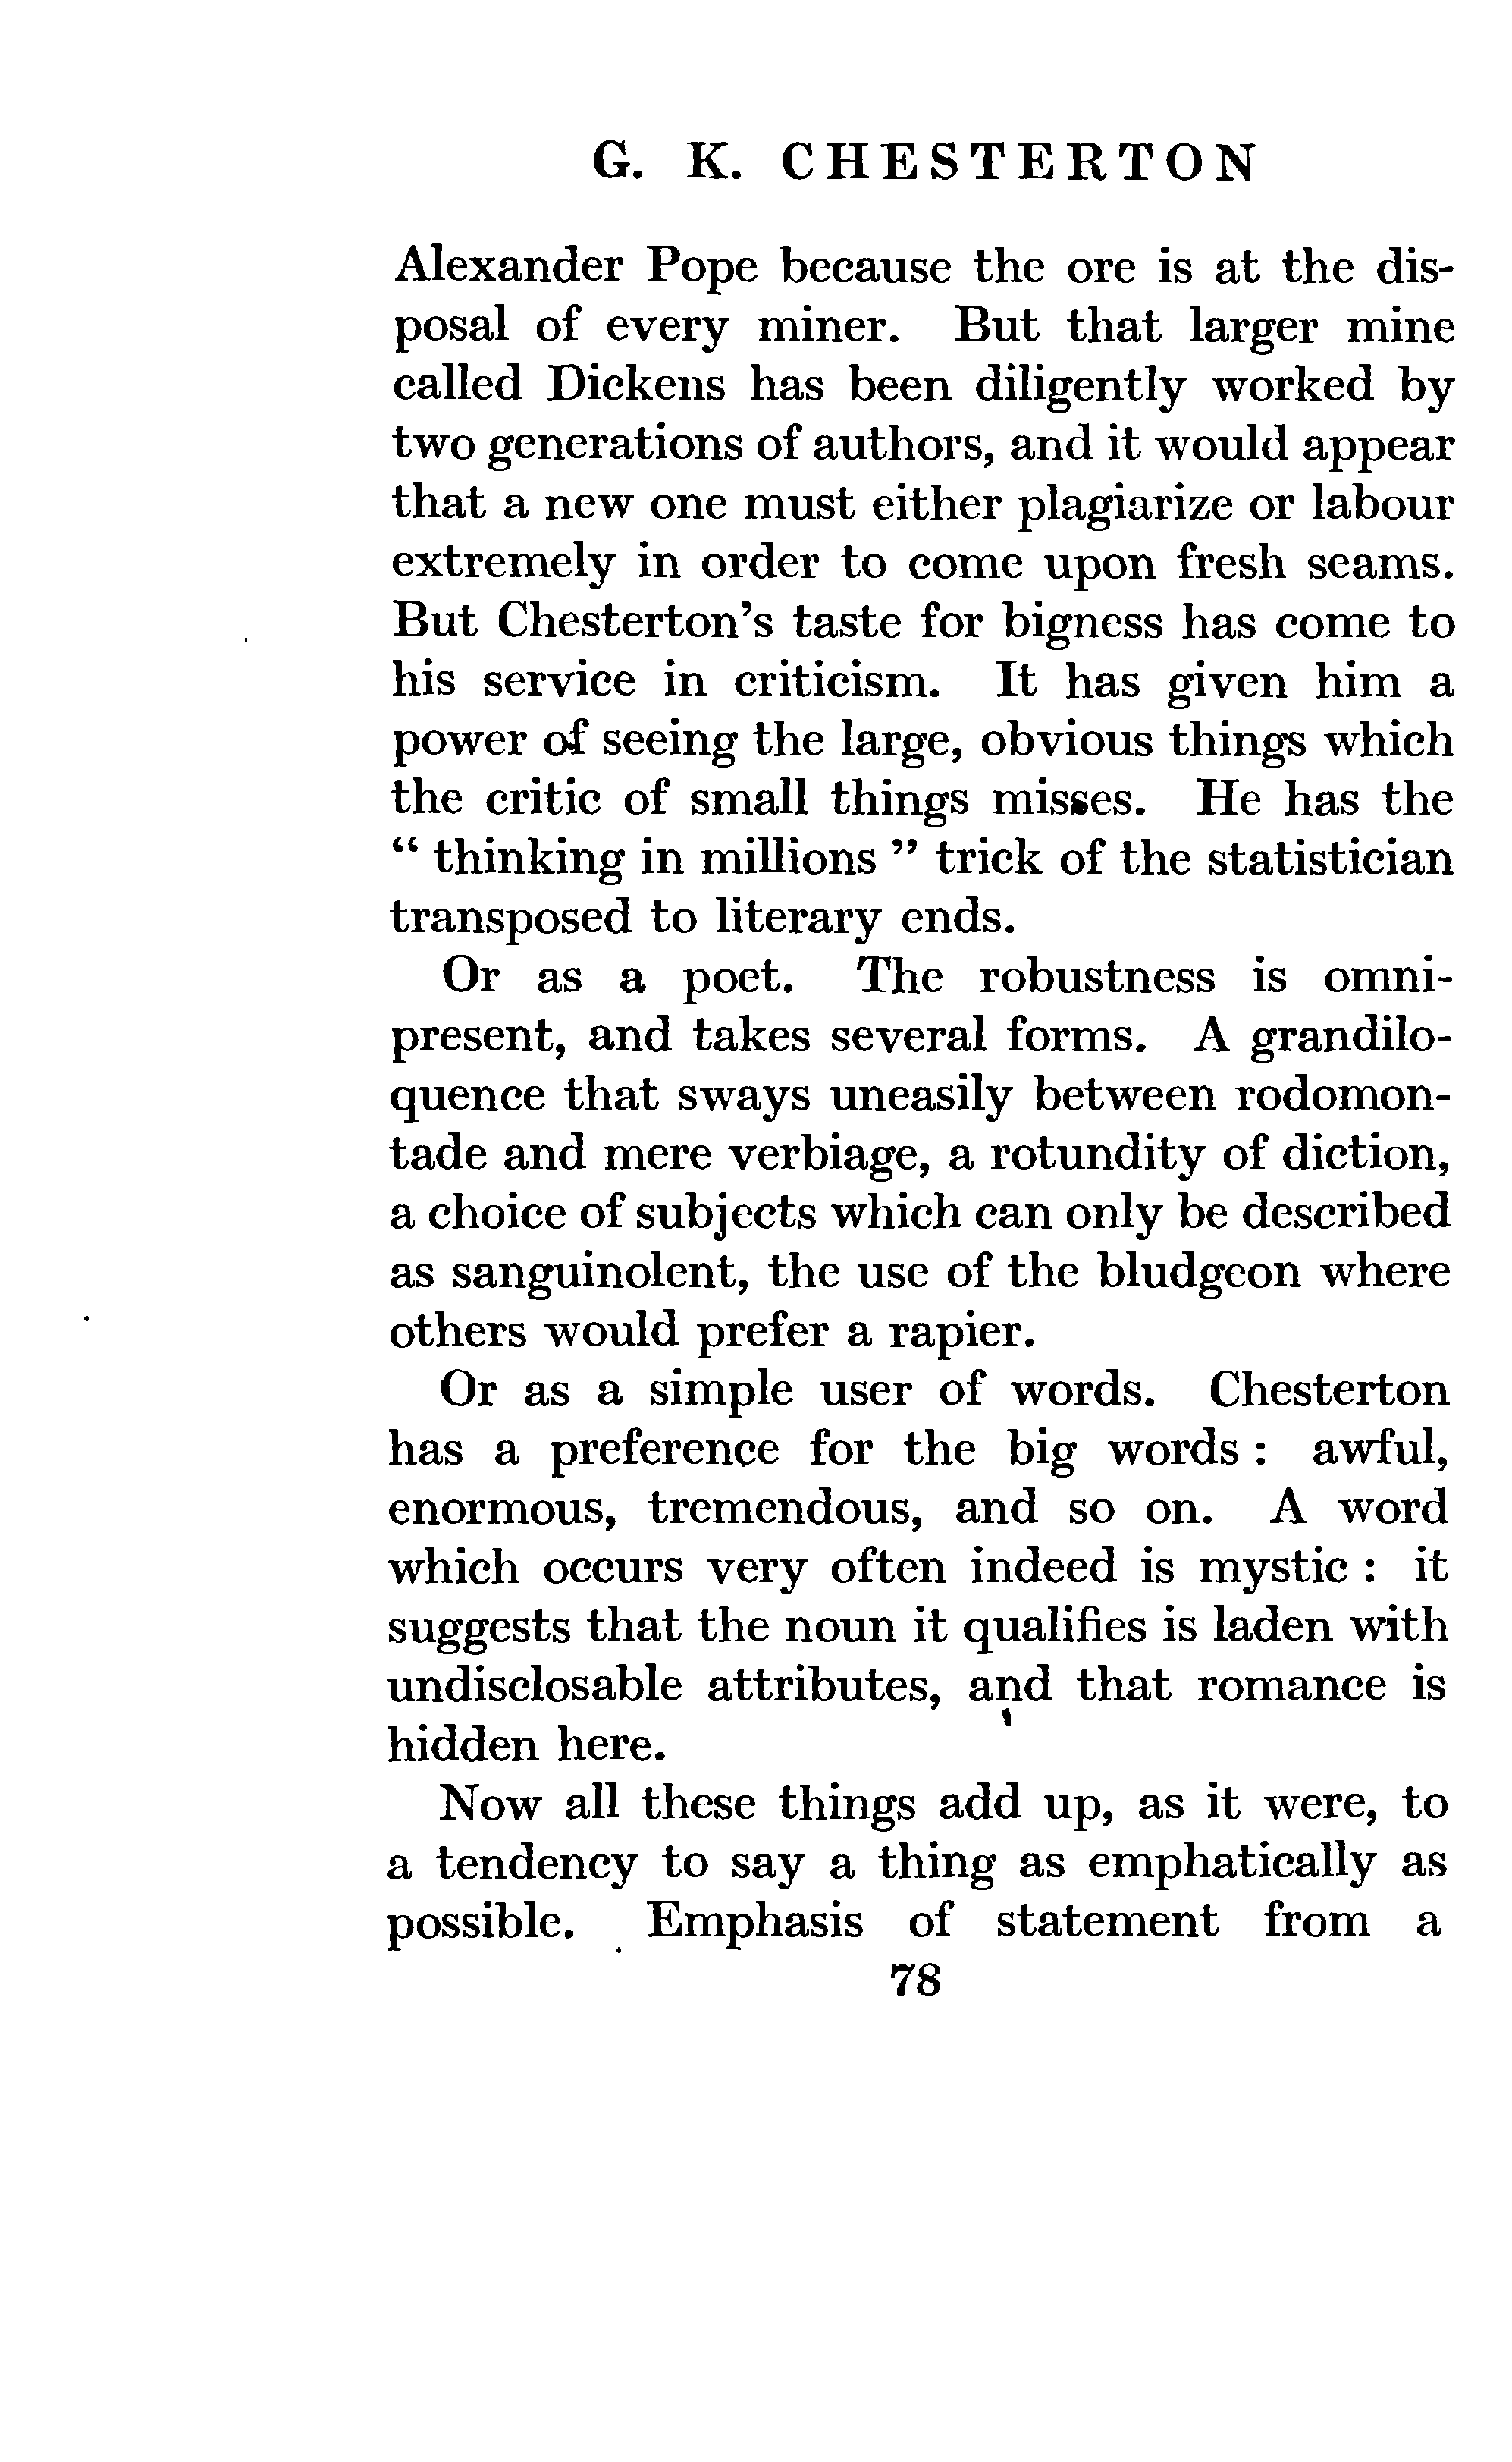 G. K. CHESTERTON
Alexander Pope because the ore is at the dis-
posal of every miner. But that larger mine
called Dickens has been diligently worked by
two generations of authors, and it would appear
that a new one must either plagiarize or labour
extremely in order to come upon fresh seams.
But Chesterton's taste for bigness has come to
his service in criticism. It has given him a
power of seeing the large, obvious things which
the critic of small things misses. He has the
“ thinking in millions ” trick of the statistician
transposed to literary ends.
Or as a poet. The robustness is omni-
present, and takes several forms. A grandilo-
quence that sways uneasily between rodomon-
tade and mere verbiage, a rotundity of diction,
a choice of subjects which can only be described
as sanguinolent, the use of the bludgeon where
others would prefer a rapier.
Or as a simple user of words. Chesterton
has a preference for the big words : awful,
enormous, tremendous, and so on. A word
which occurs very often indeed is mystic : it
suggests that the noun it qualifies is laden with
undisclosable attributes, and that romance is
hidden here.
Now all these things add up, as it were, to
a tendency to say a thing as emphatically as
possible. Emphasis of statement from a
78